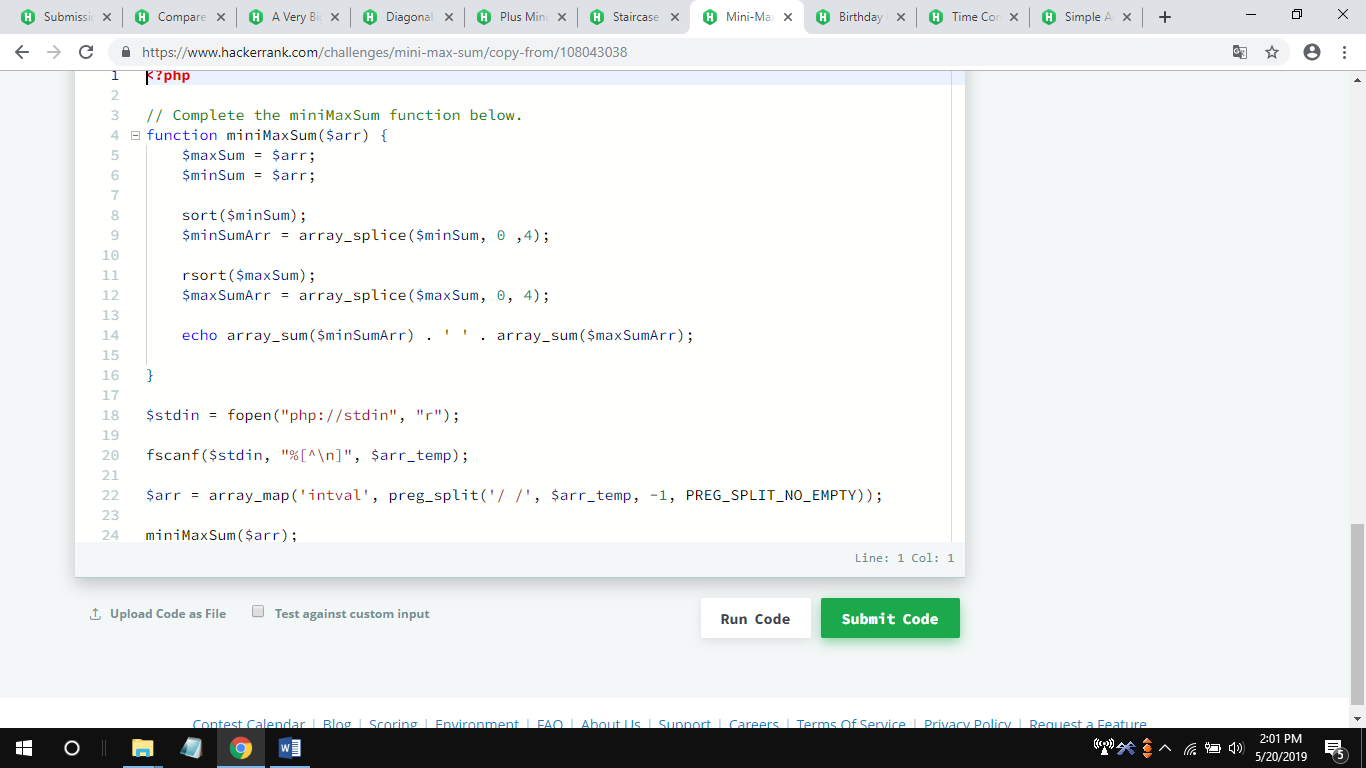 Submissic
Compare
A Very Bi
Diagonal
Plus Minu
Staircase
Mini-Max
Birthday
Time Con
Simple A
https://www.hackerrank.com/challenges/mini-max-sum/copy-from/108043038
1 <?php
2
3 // Complete the miniMaxSum function below.
4 function miniMaxSum($arr) {
5 $maxSum = $arr;
6 $minSum = $arr;
7
8 sort($minSum);
9 $minSumArr = array_splice($minSum, 0 ,4);
10
11 rsort($maxSum);
12 $maxSumArr = array_splice($maxSum, 0, 4);
13
14 echo array_sum($minSumArr) . ' ' . array_sum($maxSumArr);
15
16 }
17
18 $stdin = fopen("php://stdin", "r");
19
20 fscanf($stdin, "%[^\n]", $arr_temp);
21
22 $arr = array_map('intval', preg_split('/ /', $arr_temp, -1, PREG_SPLIT_NO_EMPTY));
23
24 miniMaxSum($arr);
Line: 1 Col: 1
Upload Code as File
Test against custom input
Run Code
Submit Code
Contest Calendar | Blog | Scoring | Environment | FAQ | About Us | Support | Careers | Terms Of Service | Privacy Policy | Request a Feature
2:01 PM
5/20/2019
5